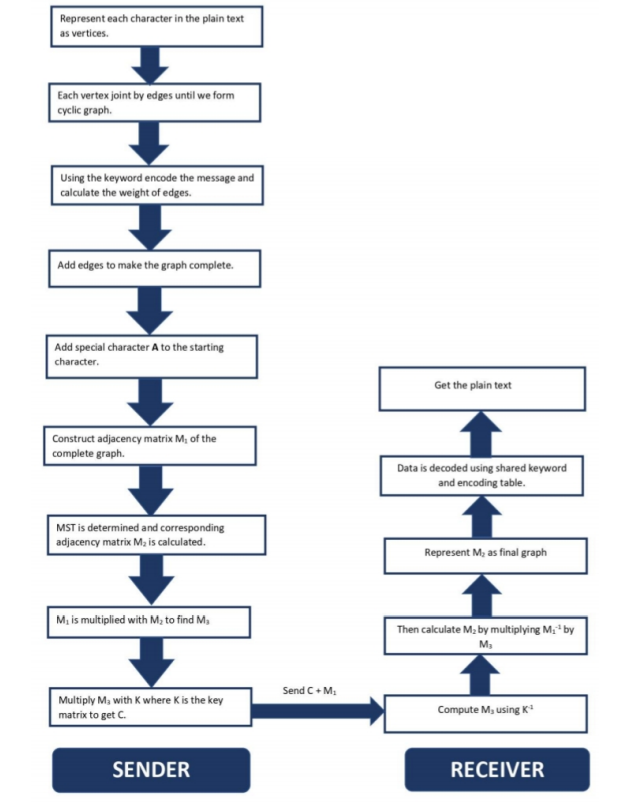 Represent each character in the plain text
as vertices.
Each vertex joint by edges until we form
cyclic graph.
Using the keyword encode the message and
calculate the weight of edges.
Add edges to make the graph complete.
Add special character A to the starting
character.
Construct adjacency matrix M₁ of the
complete graph.
MST is determined and corresponding
adjacency matrix M₂ is calculated.
M₁ is multiplied with M₂ to find M₃
Multiply M₃ with K where K is the key
matrix to get C.
SENDER
Send C + M₁
Compute M₃ using K⁻¹
Then calculate M₂ by multiplying M₁⁻¹ by
M₃
Represent M₂ as final graph
Data is decoded using shared keyword
and encoding table.
Get the plain text
RECEIVER